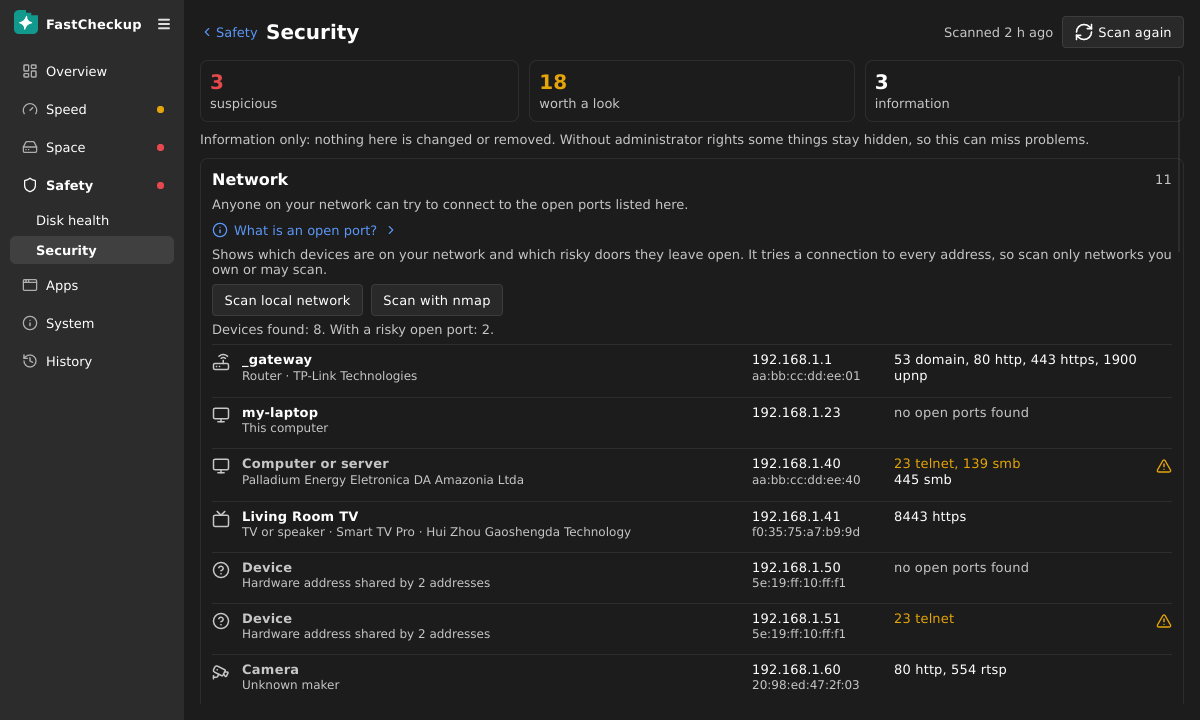 FastCheckup
Overview
Speed
Space
Safety
Disk health
Security
Apps
System
History
Safety
Security
Scanned 2 h ago
Scan again
3
suspicious
18
worth a look
3
information
Information only: nothing here is changed or removed. Without administrator rights some things stay hidden, so this can miss problems.
Network
11
Anyone on your network can try to connect to the open ports listed here.
What is an open port?
Shows which devices are on your network and which risky doors they leave open. It tries a connection to every address, so scan only networks you
own or may scan.
Scan local network
Scan with nmap
Devices found: 8. With a risky open port: 2.
_gateway
Router · TP-Link Technologies
192.168.1.1
aa:bb:cc:dd:ee:01
53 domain, 80 http, 443 https, 1900
upnp
my-laptop
This computer
192.168.1.23
no open ports found
Computer or server
Palladium Energy Eletronica DA Amazonia Ltda
192.168.1.40
aa:bb:cc:dd:ee:40
23 telnet, 139 smb
445 smb
Living Room TV
TV or speaker · Smart TV Pro · Hui Zhou Gaoshengda Technology
192.168.1.41
f0:35:75:a7:b9:9d
8443 https
Device
Hardware address shared by 2 addresses
192.168.1.50
5e:19:ff:10:ff:f1
no open ports found
Device
Hardware address shared by 2 addresses
192.168.1.51
5e:19:ff:10:ff:f1
23 telnet
Camera
Unknown maker
192.168.1.60
20:98:ed:47:2f:03
80 http, 554 rtsp